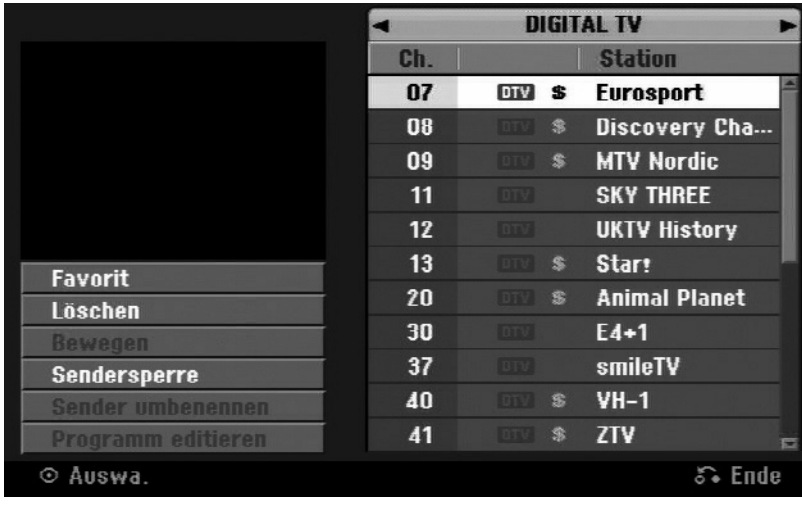 DIGITAL TV
Ch. Station
07 DTV $ Eurosport
08 DTV $ Discovery Cha...
09 DTV $ MTV Nordic
11 DTV SKY THREE
12 DTV UKTV History
13 DTV $ Star!
20 DTV $ Animal Planet
30 DTV E4+1
37 DTV smileTV
40 DTV $ VH-1
41 DTV $ ZTV
Favorit
Löschen
Bewegen
Sendersperre
Sender umbenennen
Programm editieren
Auswa.
Ende